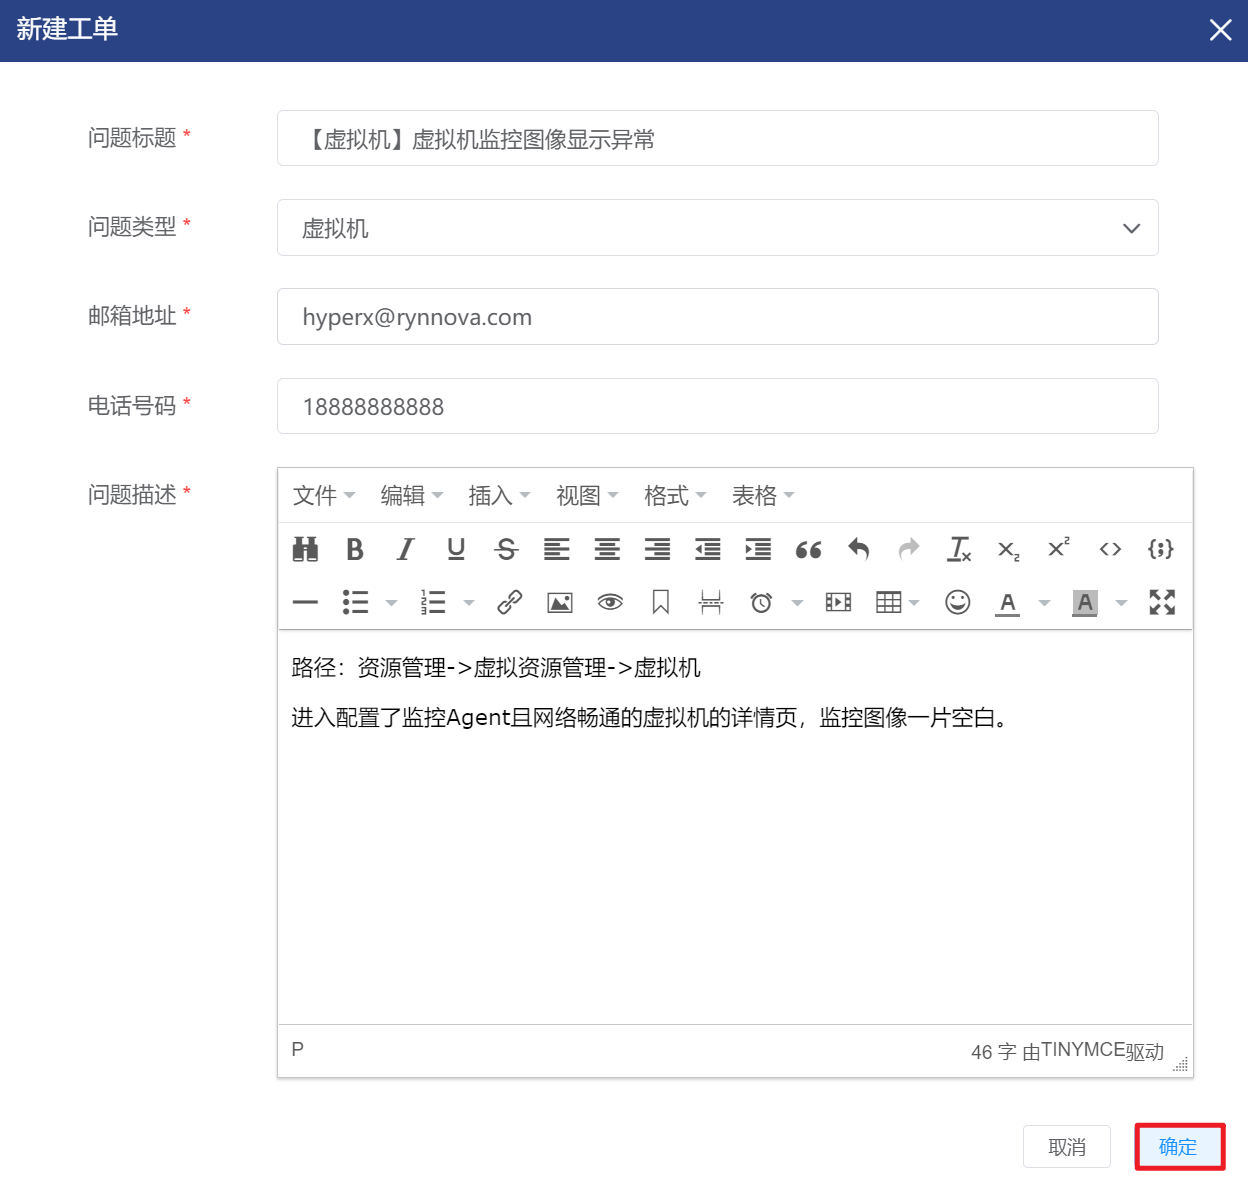 新建工单
问题标题 *
【虚拟机】虚拟机监控图像显示异常
问题类型 *
虚拟机
邮箱地址 *
hyperx@rynnova.com
电话号码 *
18888888888
问题描述 *
文件 编辑 插入 视图 格式 表格
路径：资源管理->虚拟资源管理->虚拟机
进入配置了监控Agent且网络畅通的虚拟机的详情页，监控图像一片空白。
P
46 字 由TINYMCE驱动
取消 确定